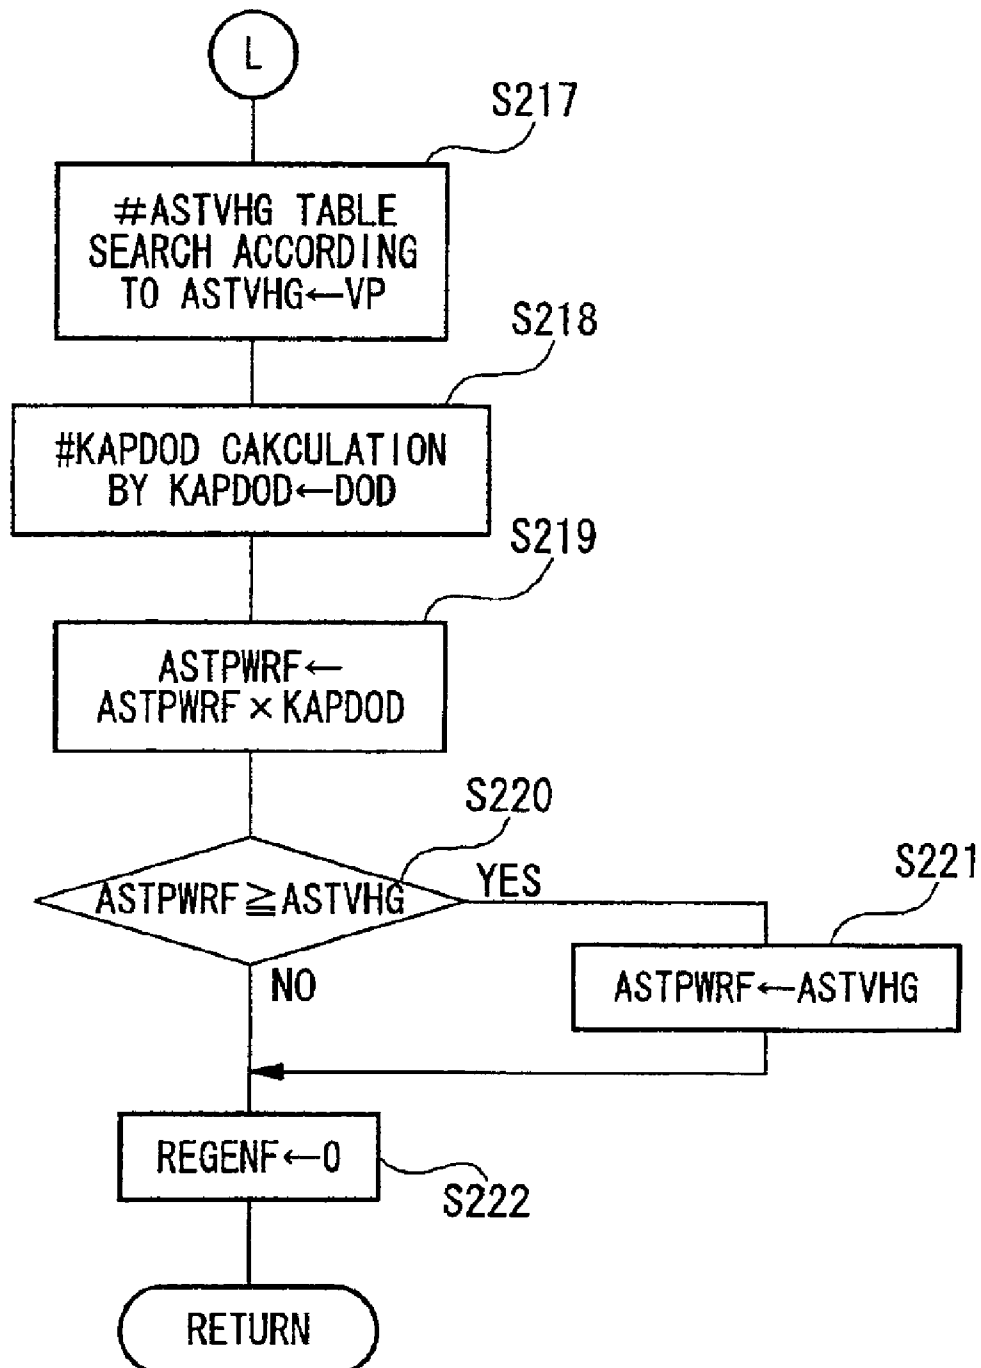 L
S217
#ASTVHG TABLE
SEARCH ACCORDING
TO ASTVHG←VP
S218
#KAPDOD CAKCULATION
BY KAPDOD←DOD
S219
ASTPWRF←
ASTPWRF×KAPDOD
S220
ASTPWRF≧ASTVHG
YES
S221
ASTPWRF←ASTVHG
NO
REGENF←0
S222
RETURN